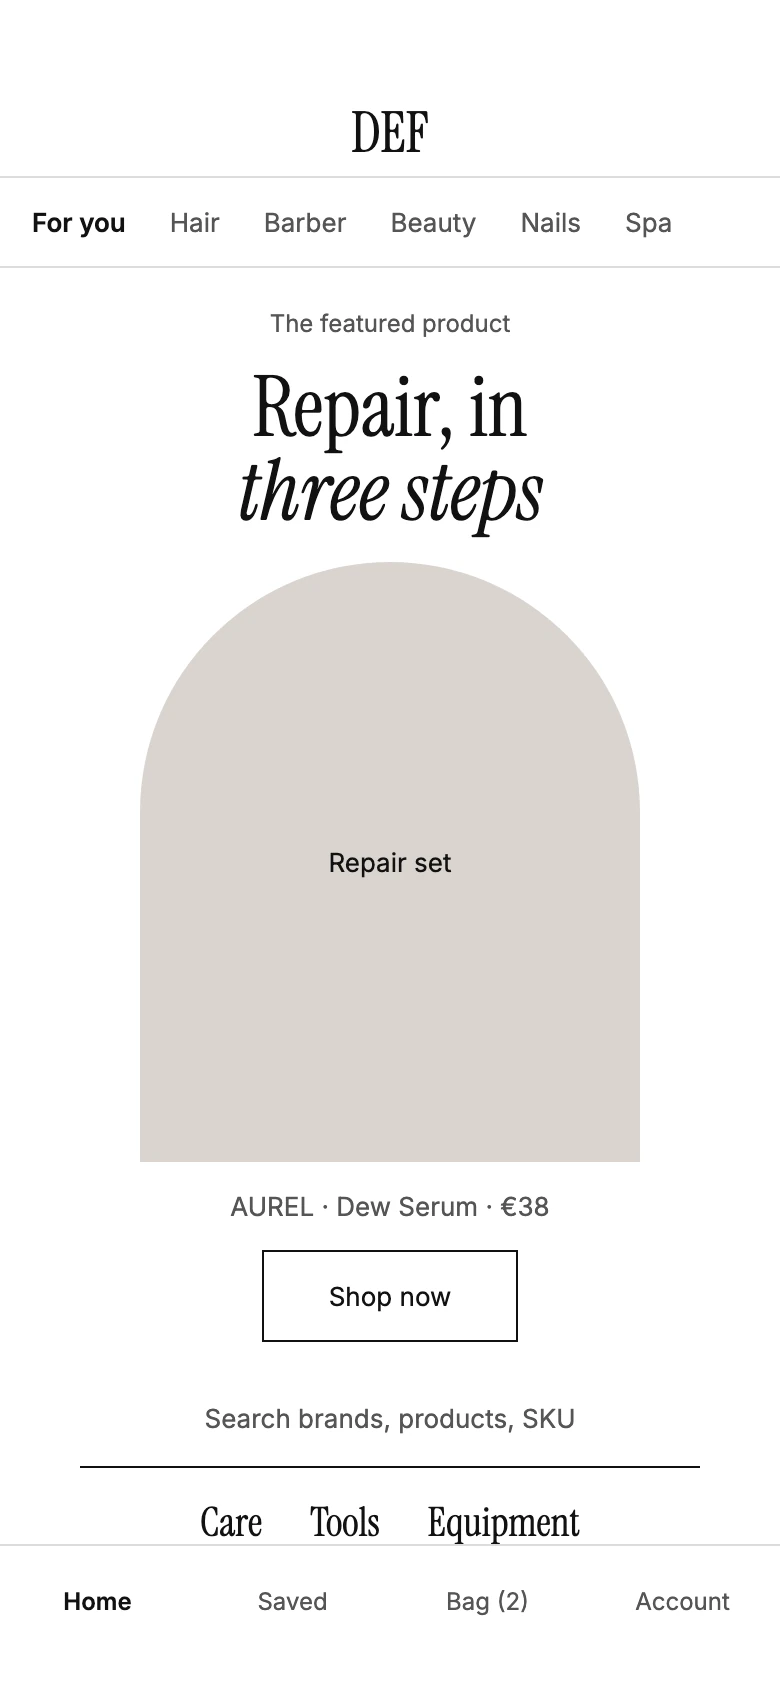 DEF
For you Hair Barber Beauty Nails Spa
The featured product
Repair, in
three steps
Repair set
AUREL · Dew Serum · €38
Shop now
Search brands, products, SKU
Care Tools Equipment
Home Saved Bag (2) Account